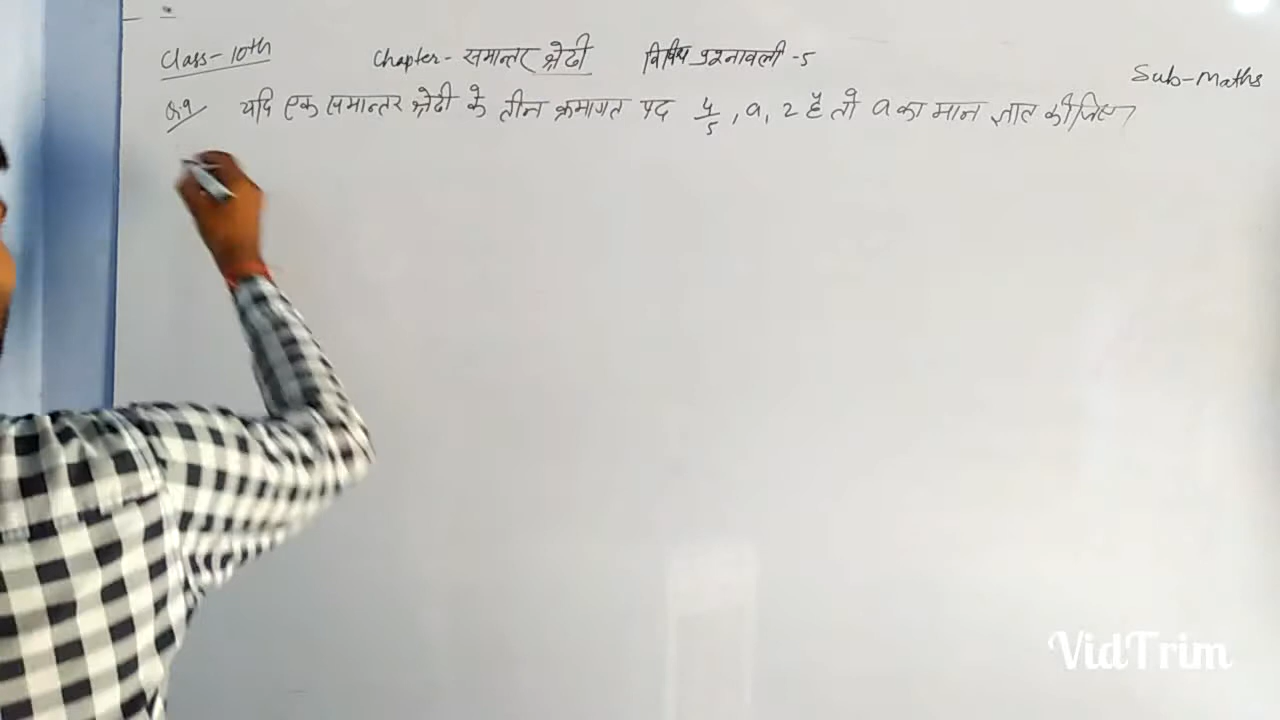 Class-10th Chapter- समान्तर श्रेढी विविध प्रश्नावली -5 Sub-maths
Q.9 यदि एक समान्तर श्रेढी के तीन क्रमागत पद 4/5, a, 2 हैं तो a का मान ज्ञात कीजिए
VidTrim